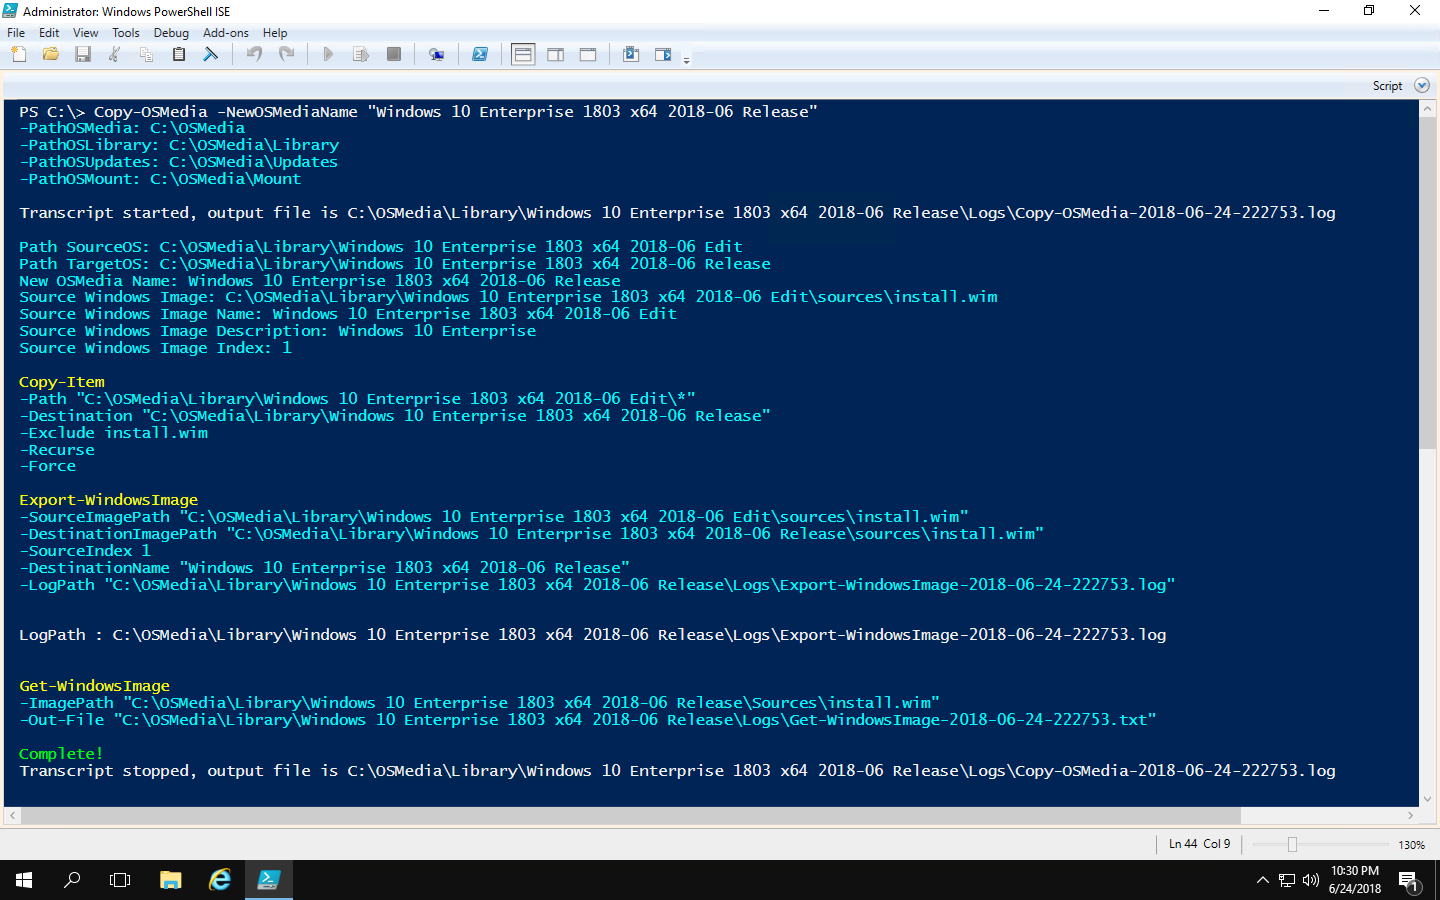 Administrator: Windows PowerShell ISE
File Edit View Tools Debug Add-ons Help
Script
PS C:\> Copy-OSMedia -NewOSMediaName "Windows 10 Enterprise 1803 x64 2018-06 Release"
-PathOSMedia: C:\OSMedia
-PathOSLibrary: C:\OSMedia\Library
-PathOSUpdates: C:\OSMedia\Updates
-PathOSMount: C:\OSMedia\Mount
Transcript started, output file is C:\OSMedia\Library\Windows 10 Enterprise 1803 x64 2018-06 Release\Logs\Copy-OSMedia-2018-06-24-222753.log
Path SourceOS: C:\OSMedia\Library\Windows 10 Enterprise 1803 x64 2018-06 Edit
Path TargetOS: C:\OSMedia\Library\Windows 10 Enterprise 1803 x64 2018-06 Release
New OSMedia Name: Windows 10 Enterprise 1803 x64 2018-06 Release
Source Windows Image: C:\OSMedia\Library\Windows 10 Enterprise 1803 x64 2018-06 Edit\sources\install.wim
Source Windows Image Name: Windows 10 Enterprise 1803 x64 2018-06 Edit
Source Windows Image Description: Windows 10 Enterprise
Source Windows Image Index: 1
Copy-Item
-Path "C:\OSMedia\Library\Windows 10 Enterprise 1803 x64 2018-06 Edit\*"
-Destination "C:\OSMedia\Library\Windows 10 Enterprise 1803 x64 2018-06 Release"
-Exclude install.wim
-Recurse
-Force
Export-WindowsImage
-SourceImagePath "C:\OSMedia\Library\Windows 10 Enterprise 1803 x64 2018-06 Edit\sources\install.wim"
-DestinationImagePath "C:\OSMedia\Library\Windows 10 Enterprise 1803 x64 2018-06 Release\sources\install.wim"
-SourceIndex 1
-DestinationName "Windows 10 Enterprise 1803 x64 2018-06 Release"
-LogPath "C:\OSMedia\Library\Windows 10 Enterprise 1803 x64 2018-06 Release\Logs\Export-WindowsImage-2018-06-24-222753.log"
LogPath : C:\OSMedia\Library\Windows 10 Enterprise 1803 x64 2018-06 Release\Logs\Export-WindowsImage-2018-06-24-222753.log
Get-WindowsImage
-ImagePath "C:\OSMedia\Library\Windows 10 Enterprise 1803 x64 2018-06 Release\Sources\install.wim"
-Out-File "C:\OSMedia\Library\Windows 10 Enterprise 1803 x64 2018-06 Release\Logs\Get-WindowsImage-2018-06-24-222753.txt"
Complete!
Transcript stopped, output file is C:\OSMedia\Library\Windows 10 Enterprise 1803 x64 2018-06 Release\Logs\Copy-OSMedia-2018-06-24-222753.log
Ln 44 Col 9 130%
10:30 PM
6/24/2018
1